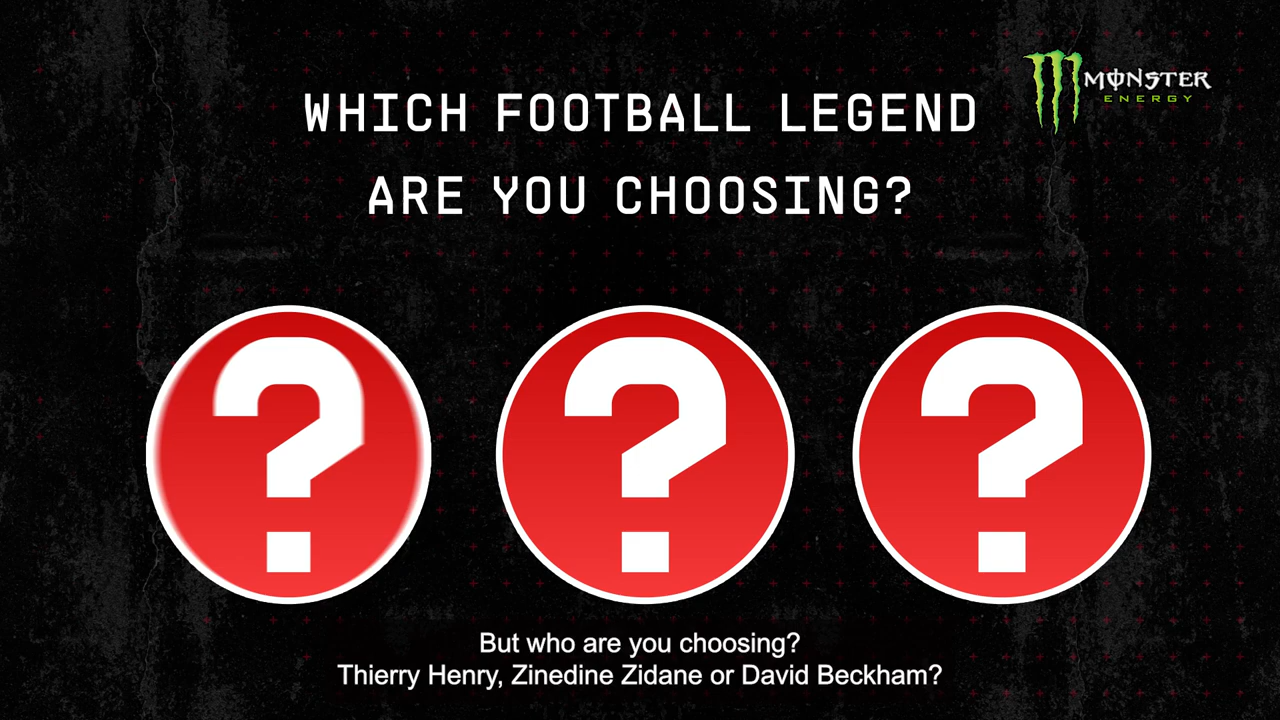 WHICH FOOTBALL LEGEND
ARE YOU CHOOSING?
MONSTER
ENERGY
? ? ?
But who are you choosing?
Thierry Henry, Zinedine Zidane or David Beckham?